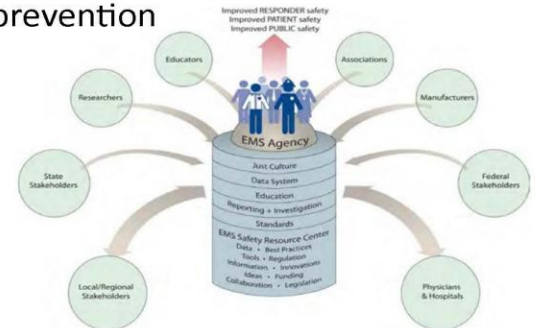 prevention
Improved RESPONDER safety
Improved PATIENT safety
Improved PUBLIC safety
Educators
Associations
Researchers
Manufacturers
EMS Agency
State
Stakeholders
Federal
Stakeholders
Just Culture
Data System
Education
Reporting + Investigation
Standards
EMS Safety Resource Center
Data • Best Practices
Tools • Regulation
Information • Innovations
Ideas • Funding
Collaboration • Legislation
Local/Regional
Stakeholders
Physicians
& Hospitals